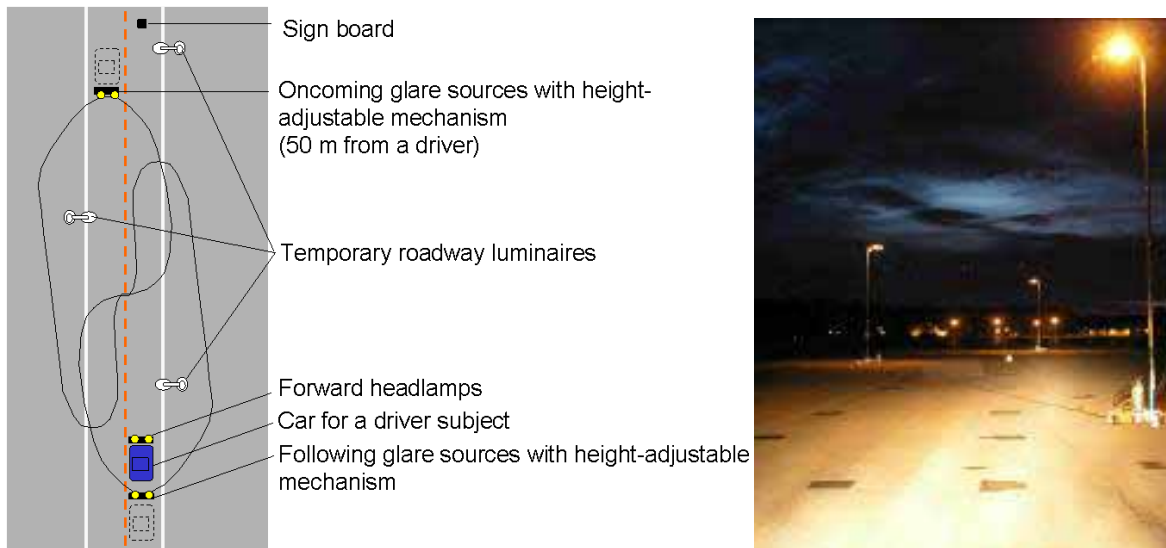 Sign board
Oncoming glare sources with height-
adjustable mechanism
(50 m from a driver)
Temporary roadway luminaires
Forward headlamps
Car for a driver subject
Following glare sources with height-adjustable
mechanism